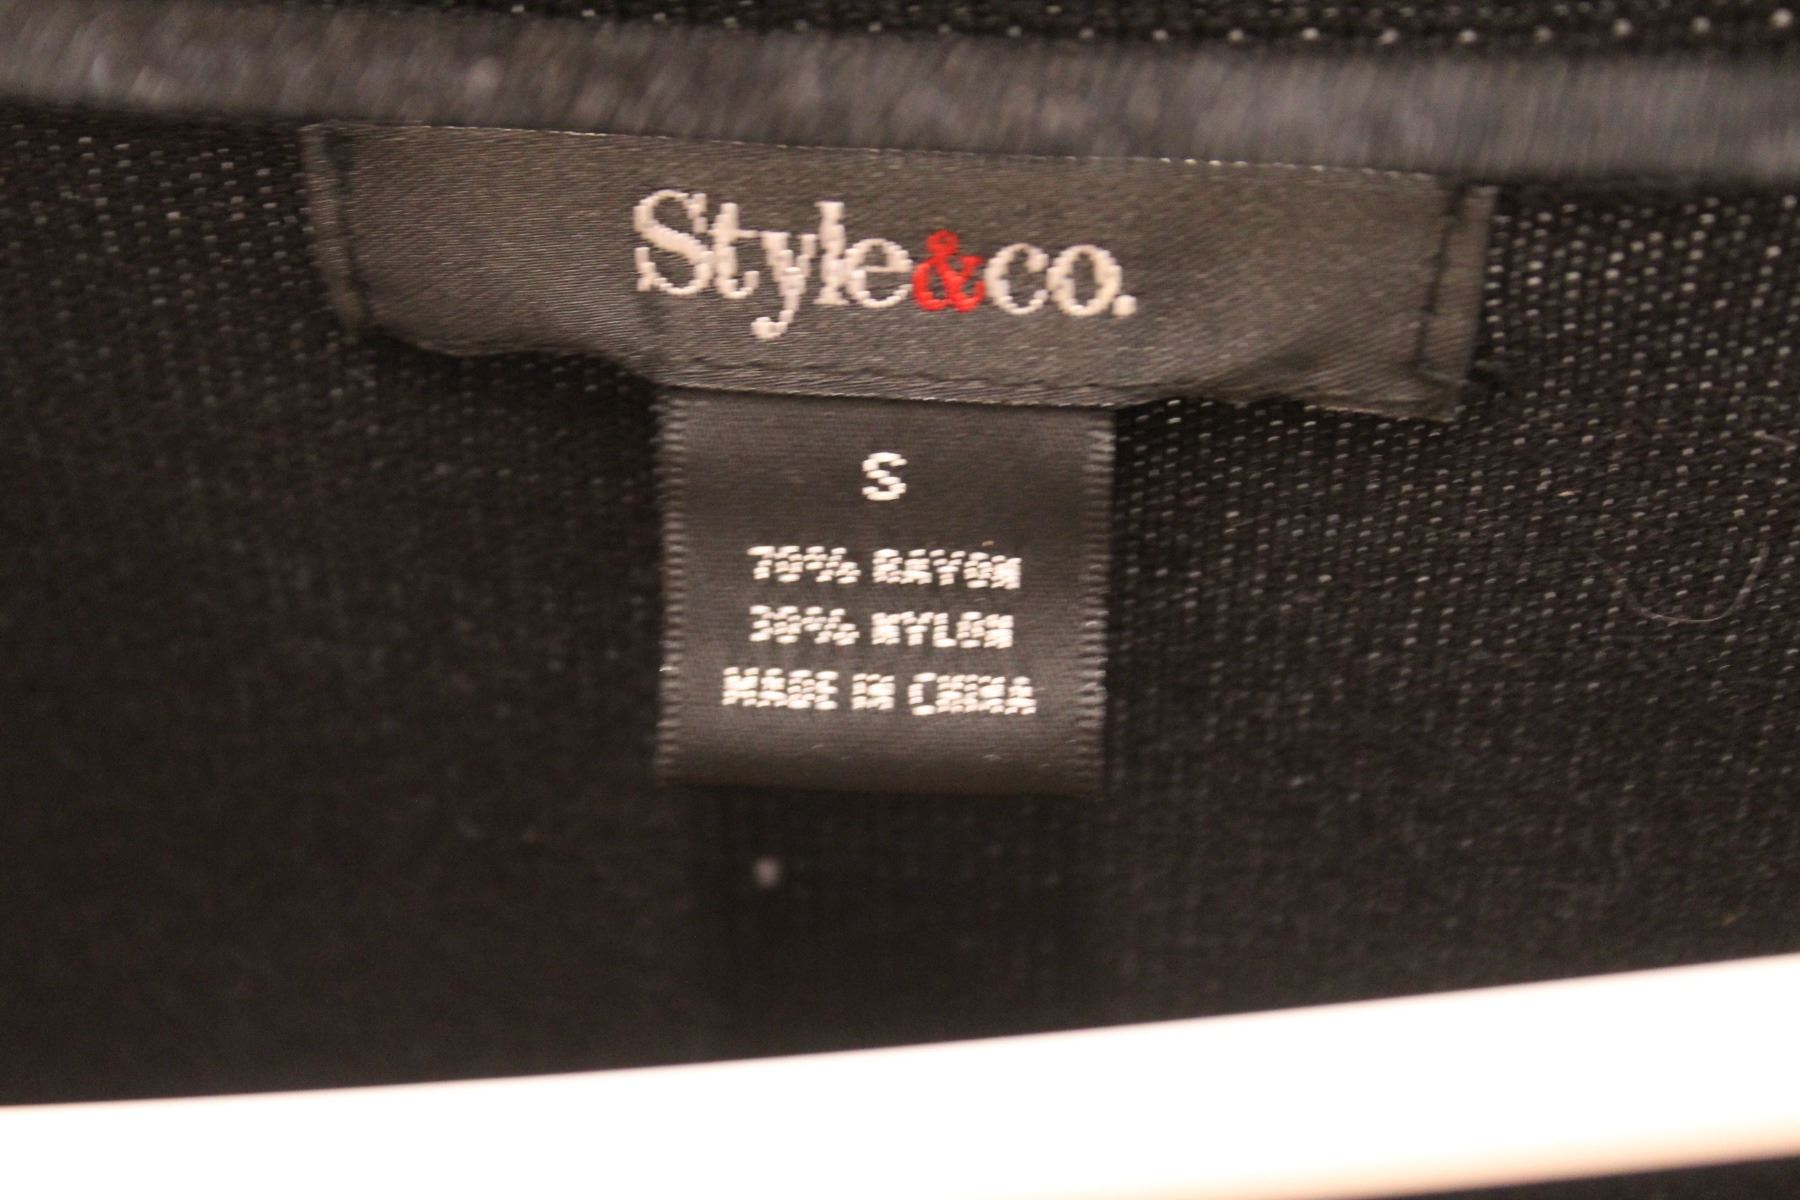 Style&co.
S
70% RAYON
30% NYLON
MADE IN CHINA